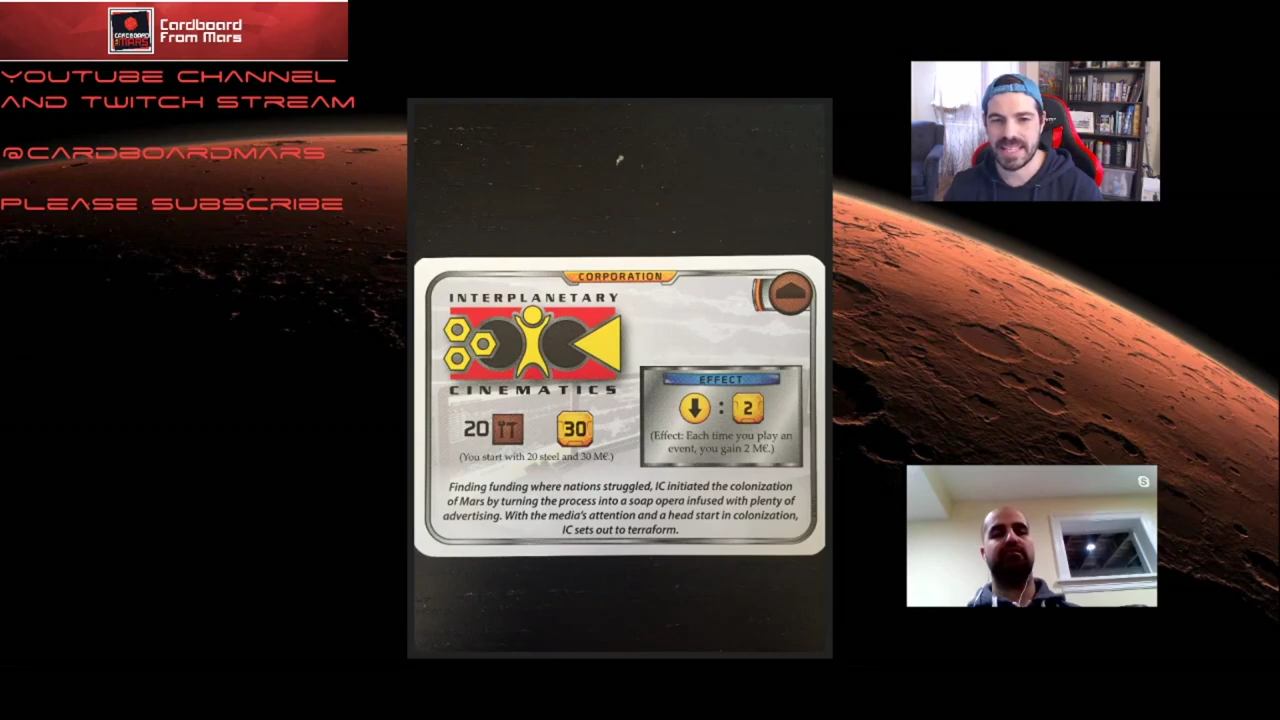 Cardboard
From Mars
CARDBOARD
FROM MARS
YOUTUBE CHANNEL
AND TWITCH STREAM
@CARDBOARDMARS
PLEASE SUBSCRIBE
CORPORATION
INTERPLANETARY
CINEMATICS
20 30
(You start with 20 steel and 30 M€.)
EFFECT
: 2
(Effect: Each time you play an
event, you gain 2 M€.)
Finding funding where nations struggled, IC initiated the colonization
of Mars by turning the process into a soap opera infused with plenty of
advertising. With the media's attention and a head start in colonization,
IC sets out to terraform.
S